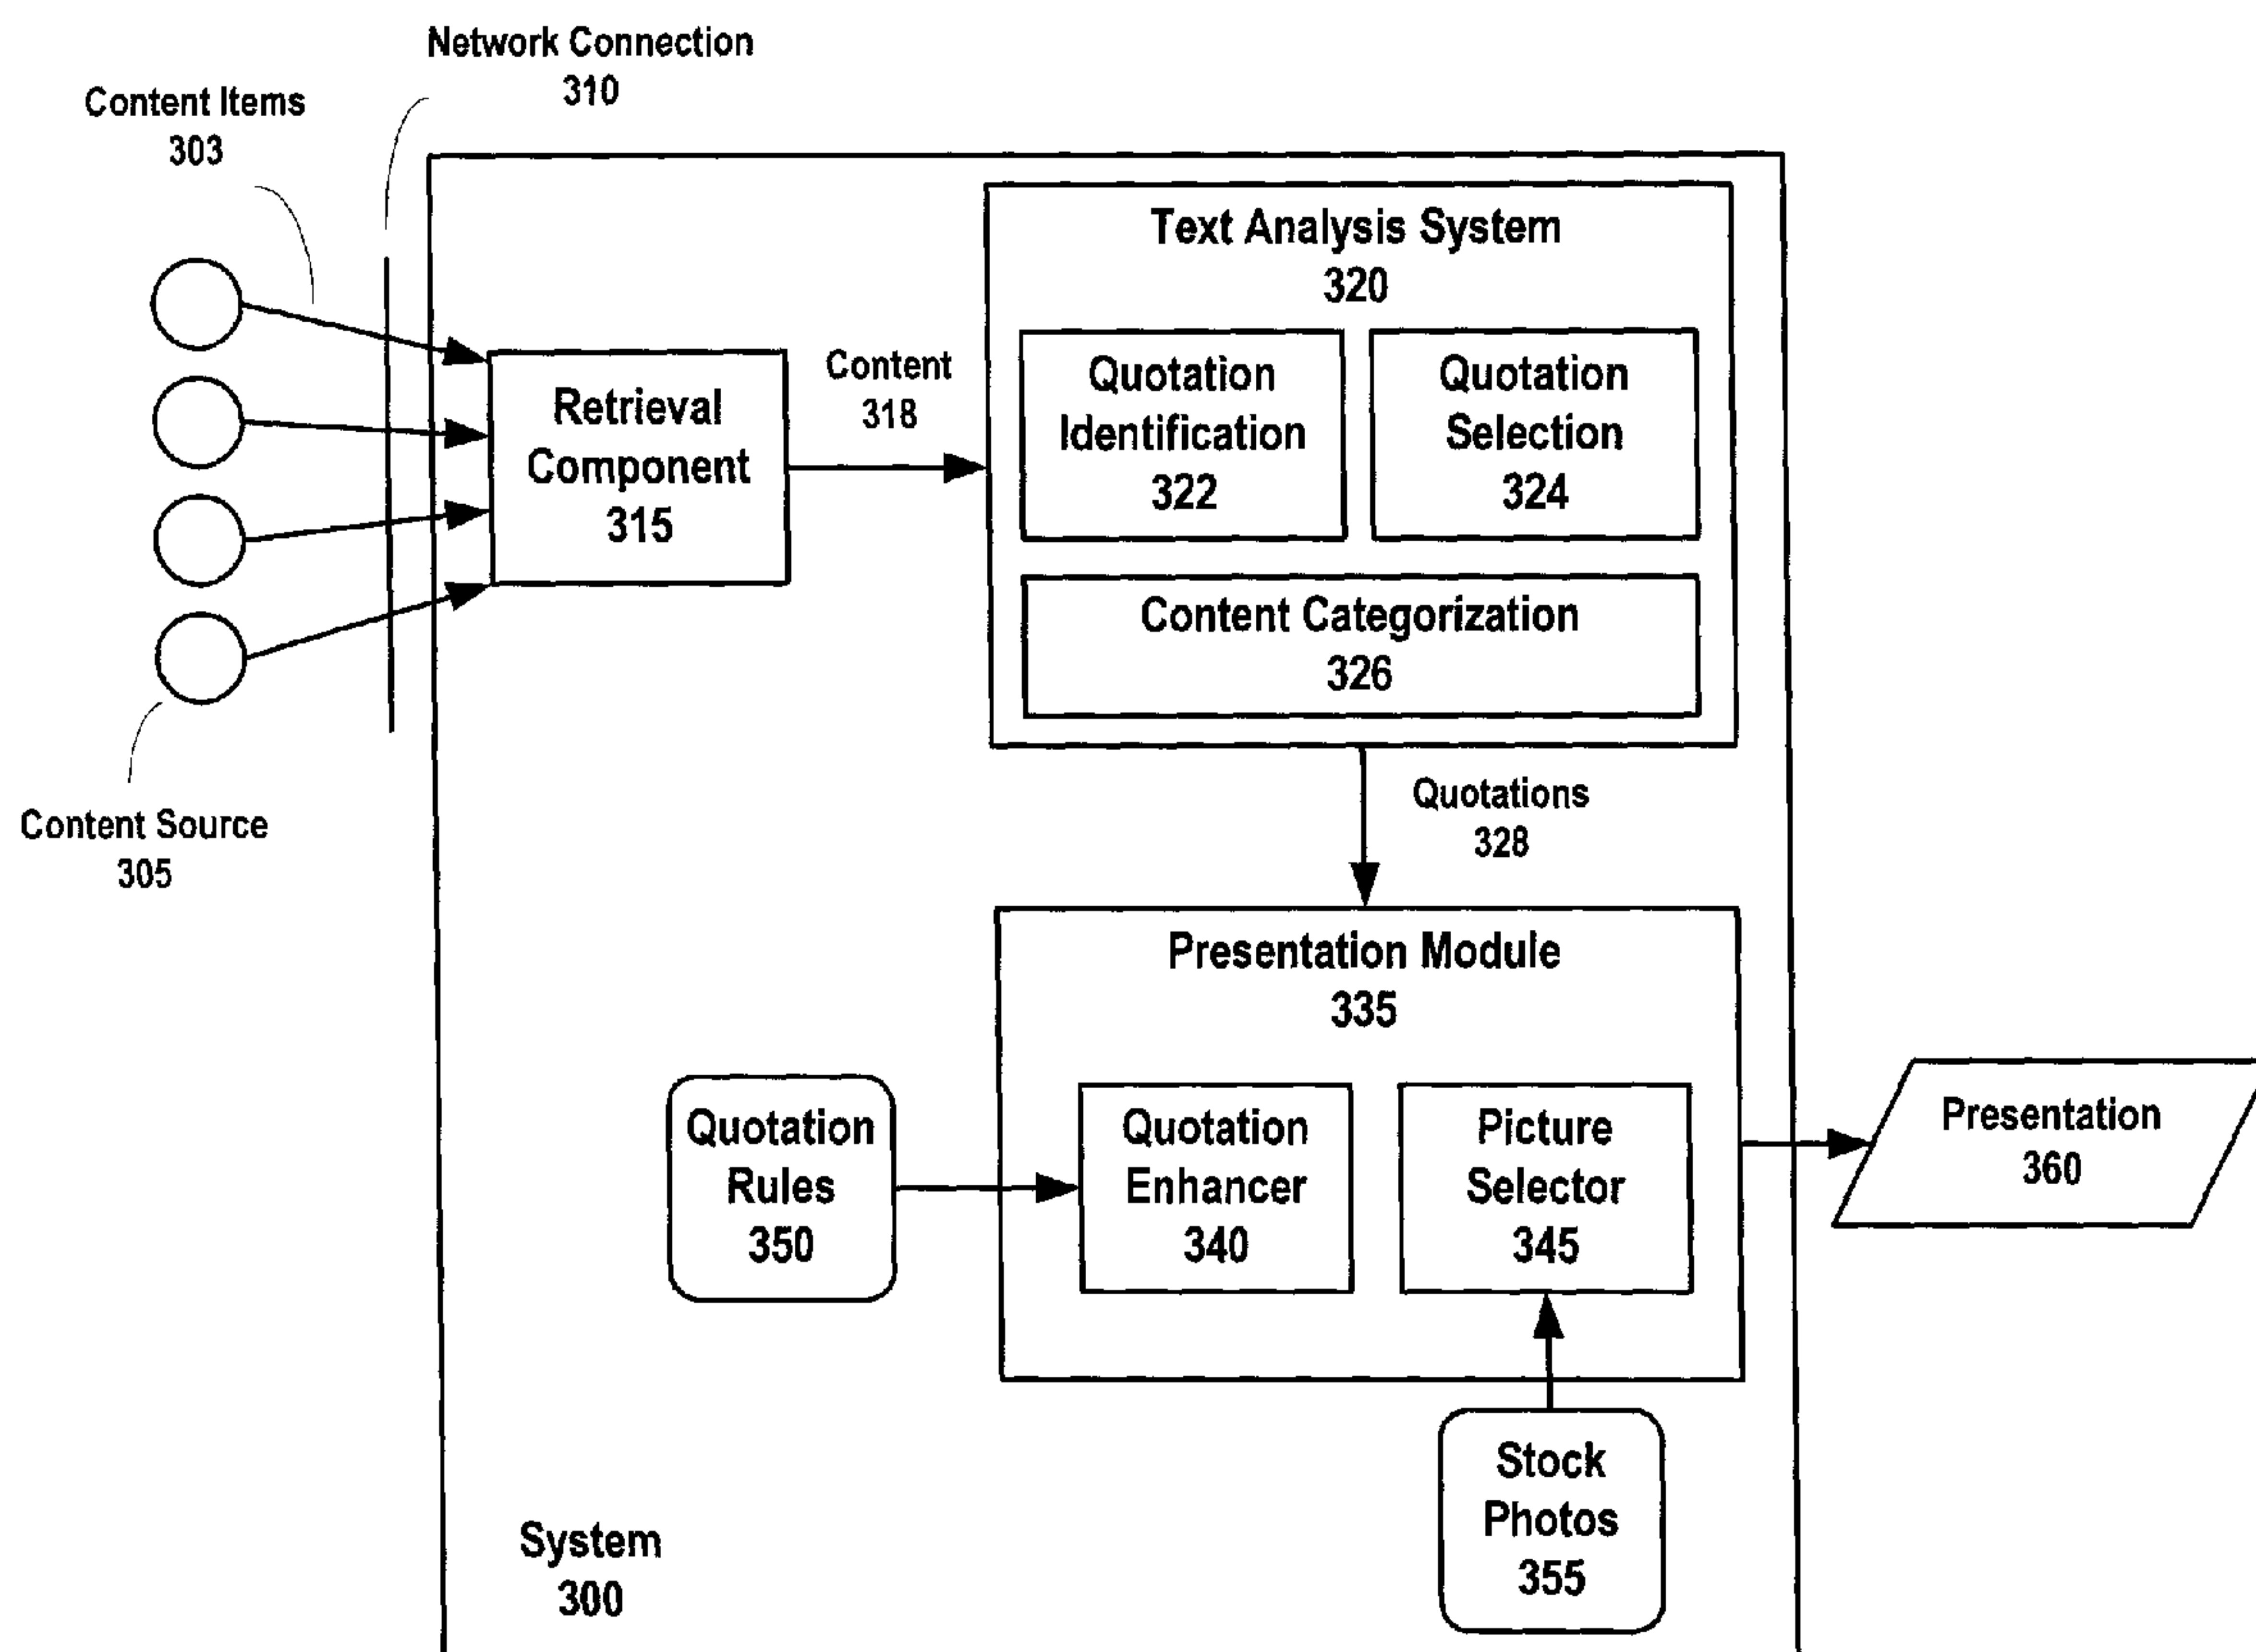 Network Connection
310
Content Items
303
Text Analysis System
320
Content
318
Retrieval
Component
315
Quotation
Identification
322
Quotation
Selection
324
Content Categorization
326
Content Source
305
Quotations
328
Presentation Module
335
Quotation
Rules
350
Quotation
Enhancer
340
Picture
Selector
345
Presentation
360
Stock
Photos
355
System
300